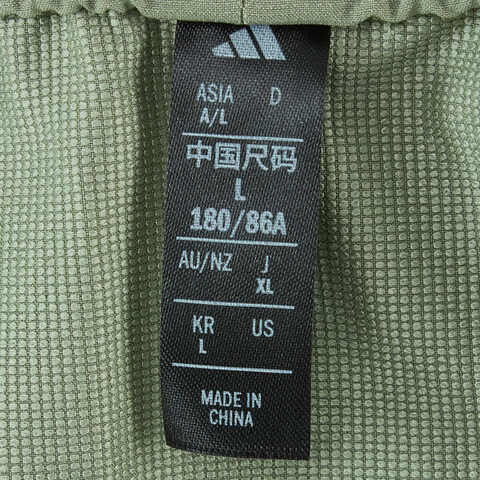 ASIA D
A/L
中国尺码
L
180/86A
AU/NZ J
XL
KR US
L
MADE IN
CHINA